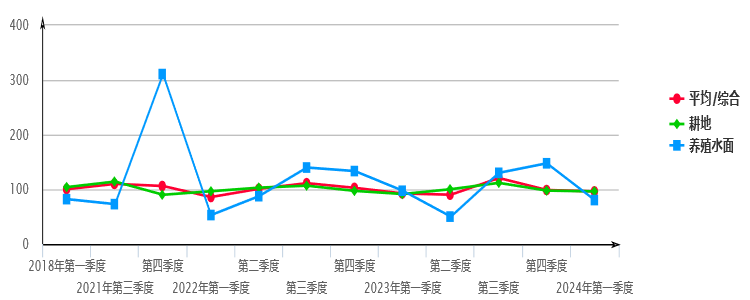 400
300
200
100
0
平均/综合
耕地
养殖水面
2018年第一季度
第四季度
第二季度
第四季度
第二季度
第四季度
2021年第三季度
2022年第一季度
第三季度
2023年第一季度
第三季度
2024年第一季度